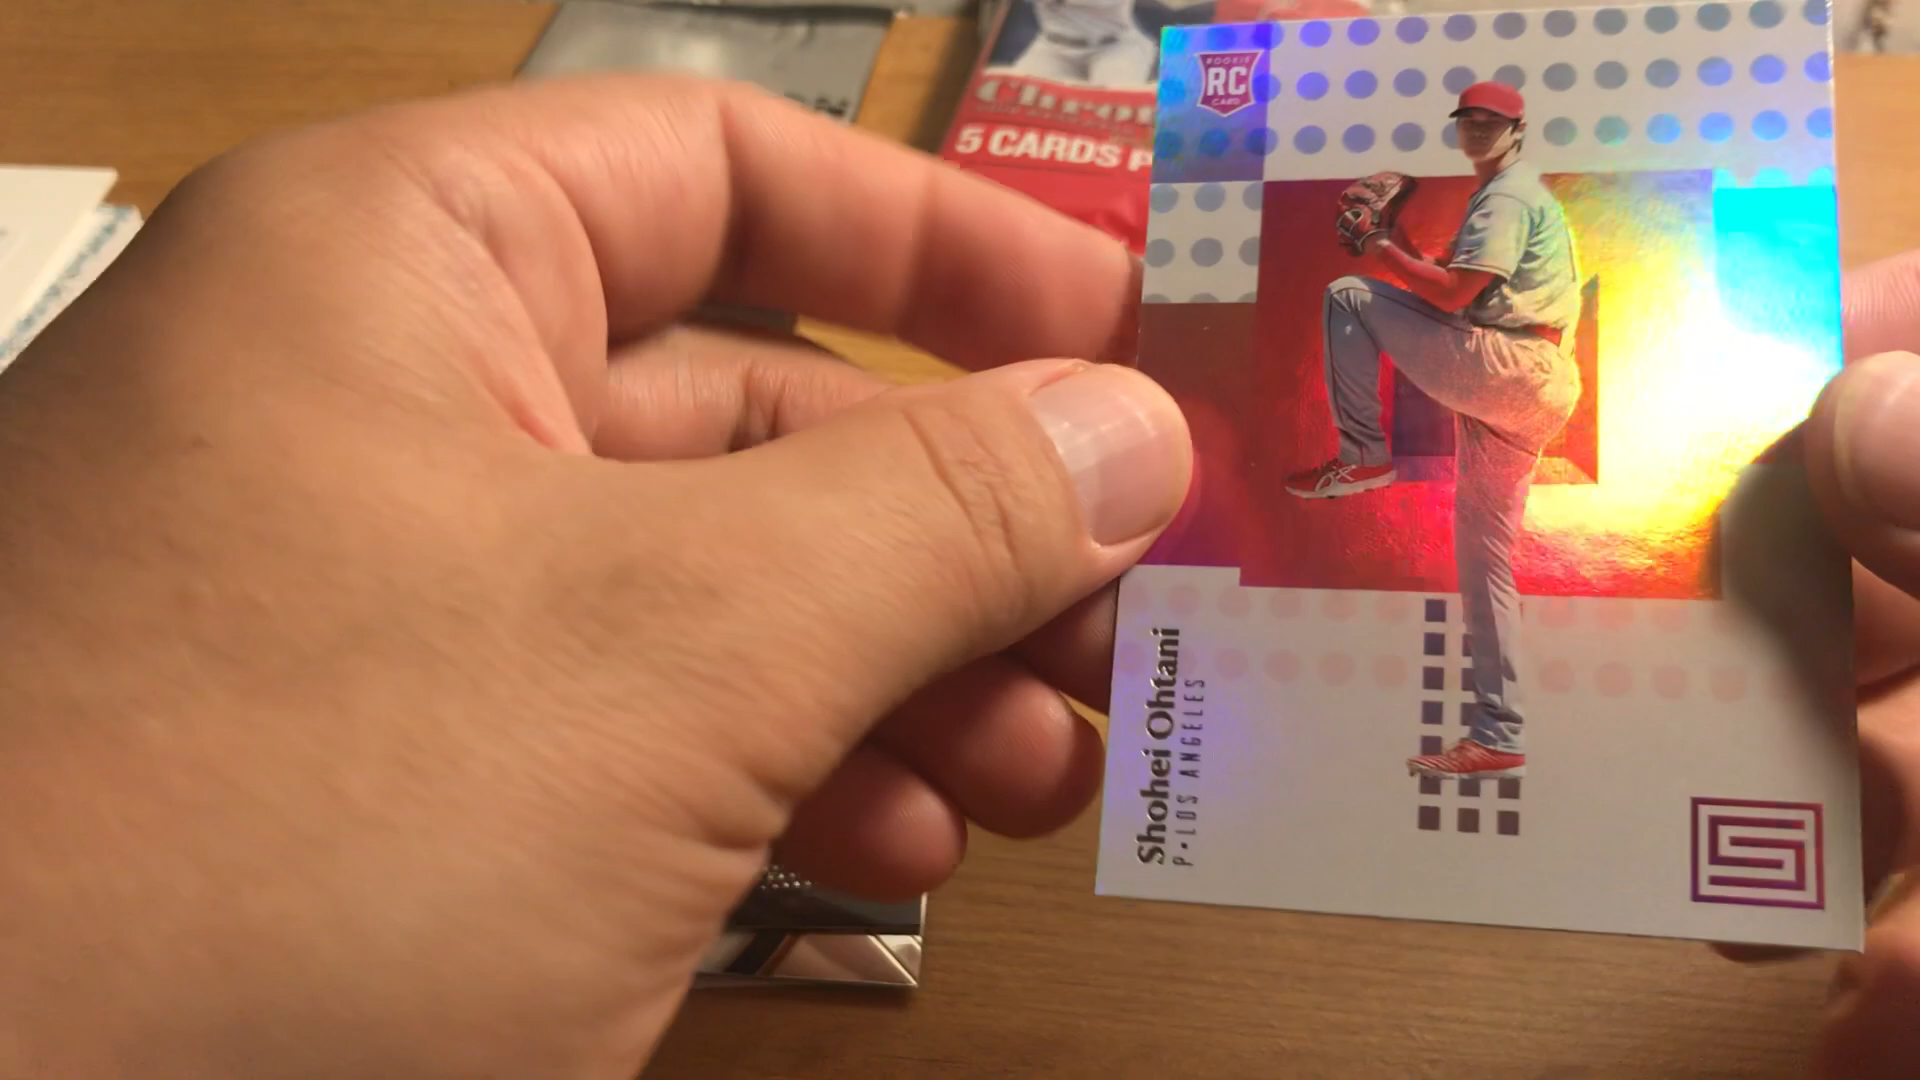 5 CARDS P
ROOKIE
RC
CARD
Shohei Ohtani
P • LOS ANGELES
S